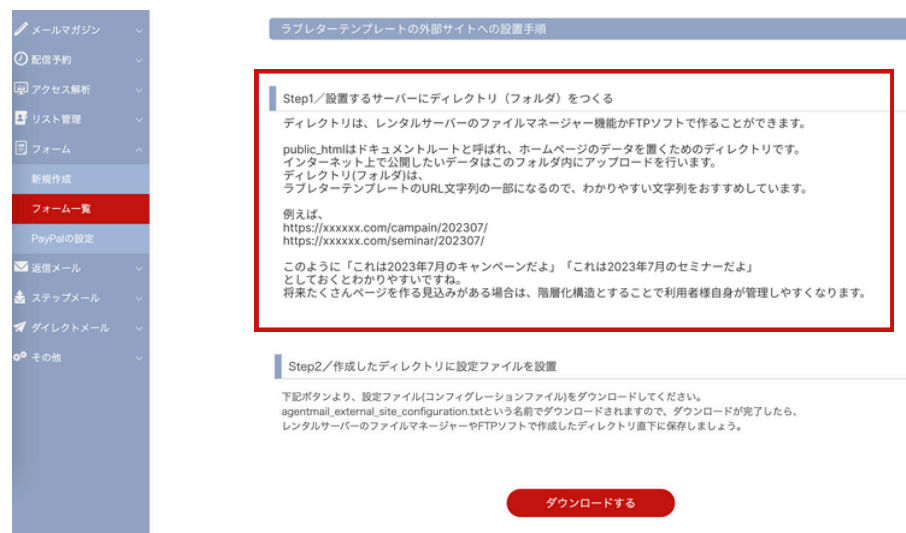 メールマガジン
配信予約
アクセス解析
リスト管理
フォーム
新規作成
フォーム一覧
PayPalの設定
返信メール
ステップメール
ダイレクトメール
その他
ラブレターテンプレートの外部サイトへの設置手順
Step1／設置するサーバーにディレクトリ（フォルダ）をつくる
ディレクトリは、レンタルサーバーのファイルマネージャー機能かFTPソフトで作ることができます。
public_htmlはドキュメントルートと呼ばれ、ホームページのデータを置くためのディレクトリです。
インターネット上で公開したいデータはこのフォルダ内にアップロードを行います。
ディレクトリ(フォルダ)は、
ラブレターテンプレートのURL文字列の一部になるので、わかりやすい文字列をおすすめしています。
例えば、
https://xxxxxx.com/campain/202307/
https://xxxxxx.com/seminar/202307/
このように「これは2023年7月のキャンペーンだよ」「これは2023年7月のセミナーだよ」
としておくとわかりやすいですね。
将来たくさんページを作る見込みがある場合は、階層化構造とすることで利用者様自身が管理しやすくなります。
Step2／作成したディレクトリに設定ファイルを設置
下記ボタンより、設定ファイル(コンフィグレーションファイル)をダウンロードしてください。
agentmail_external_site_configuration.txtという名前でダウンロードされますので、ダウンロードが完了したら、
レンタルサーバーのファイルマネージャーやFTPソフトで作成したディレクトリ直下に保存しましょう。
ダウンロードする